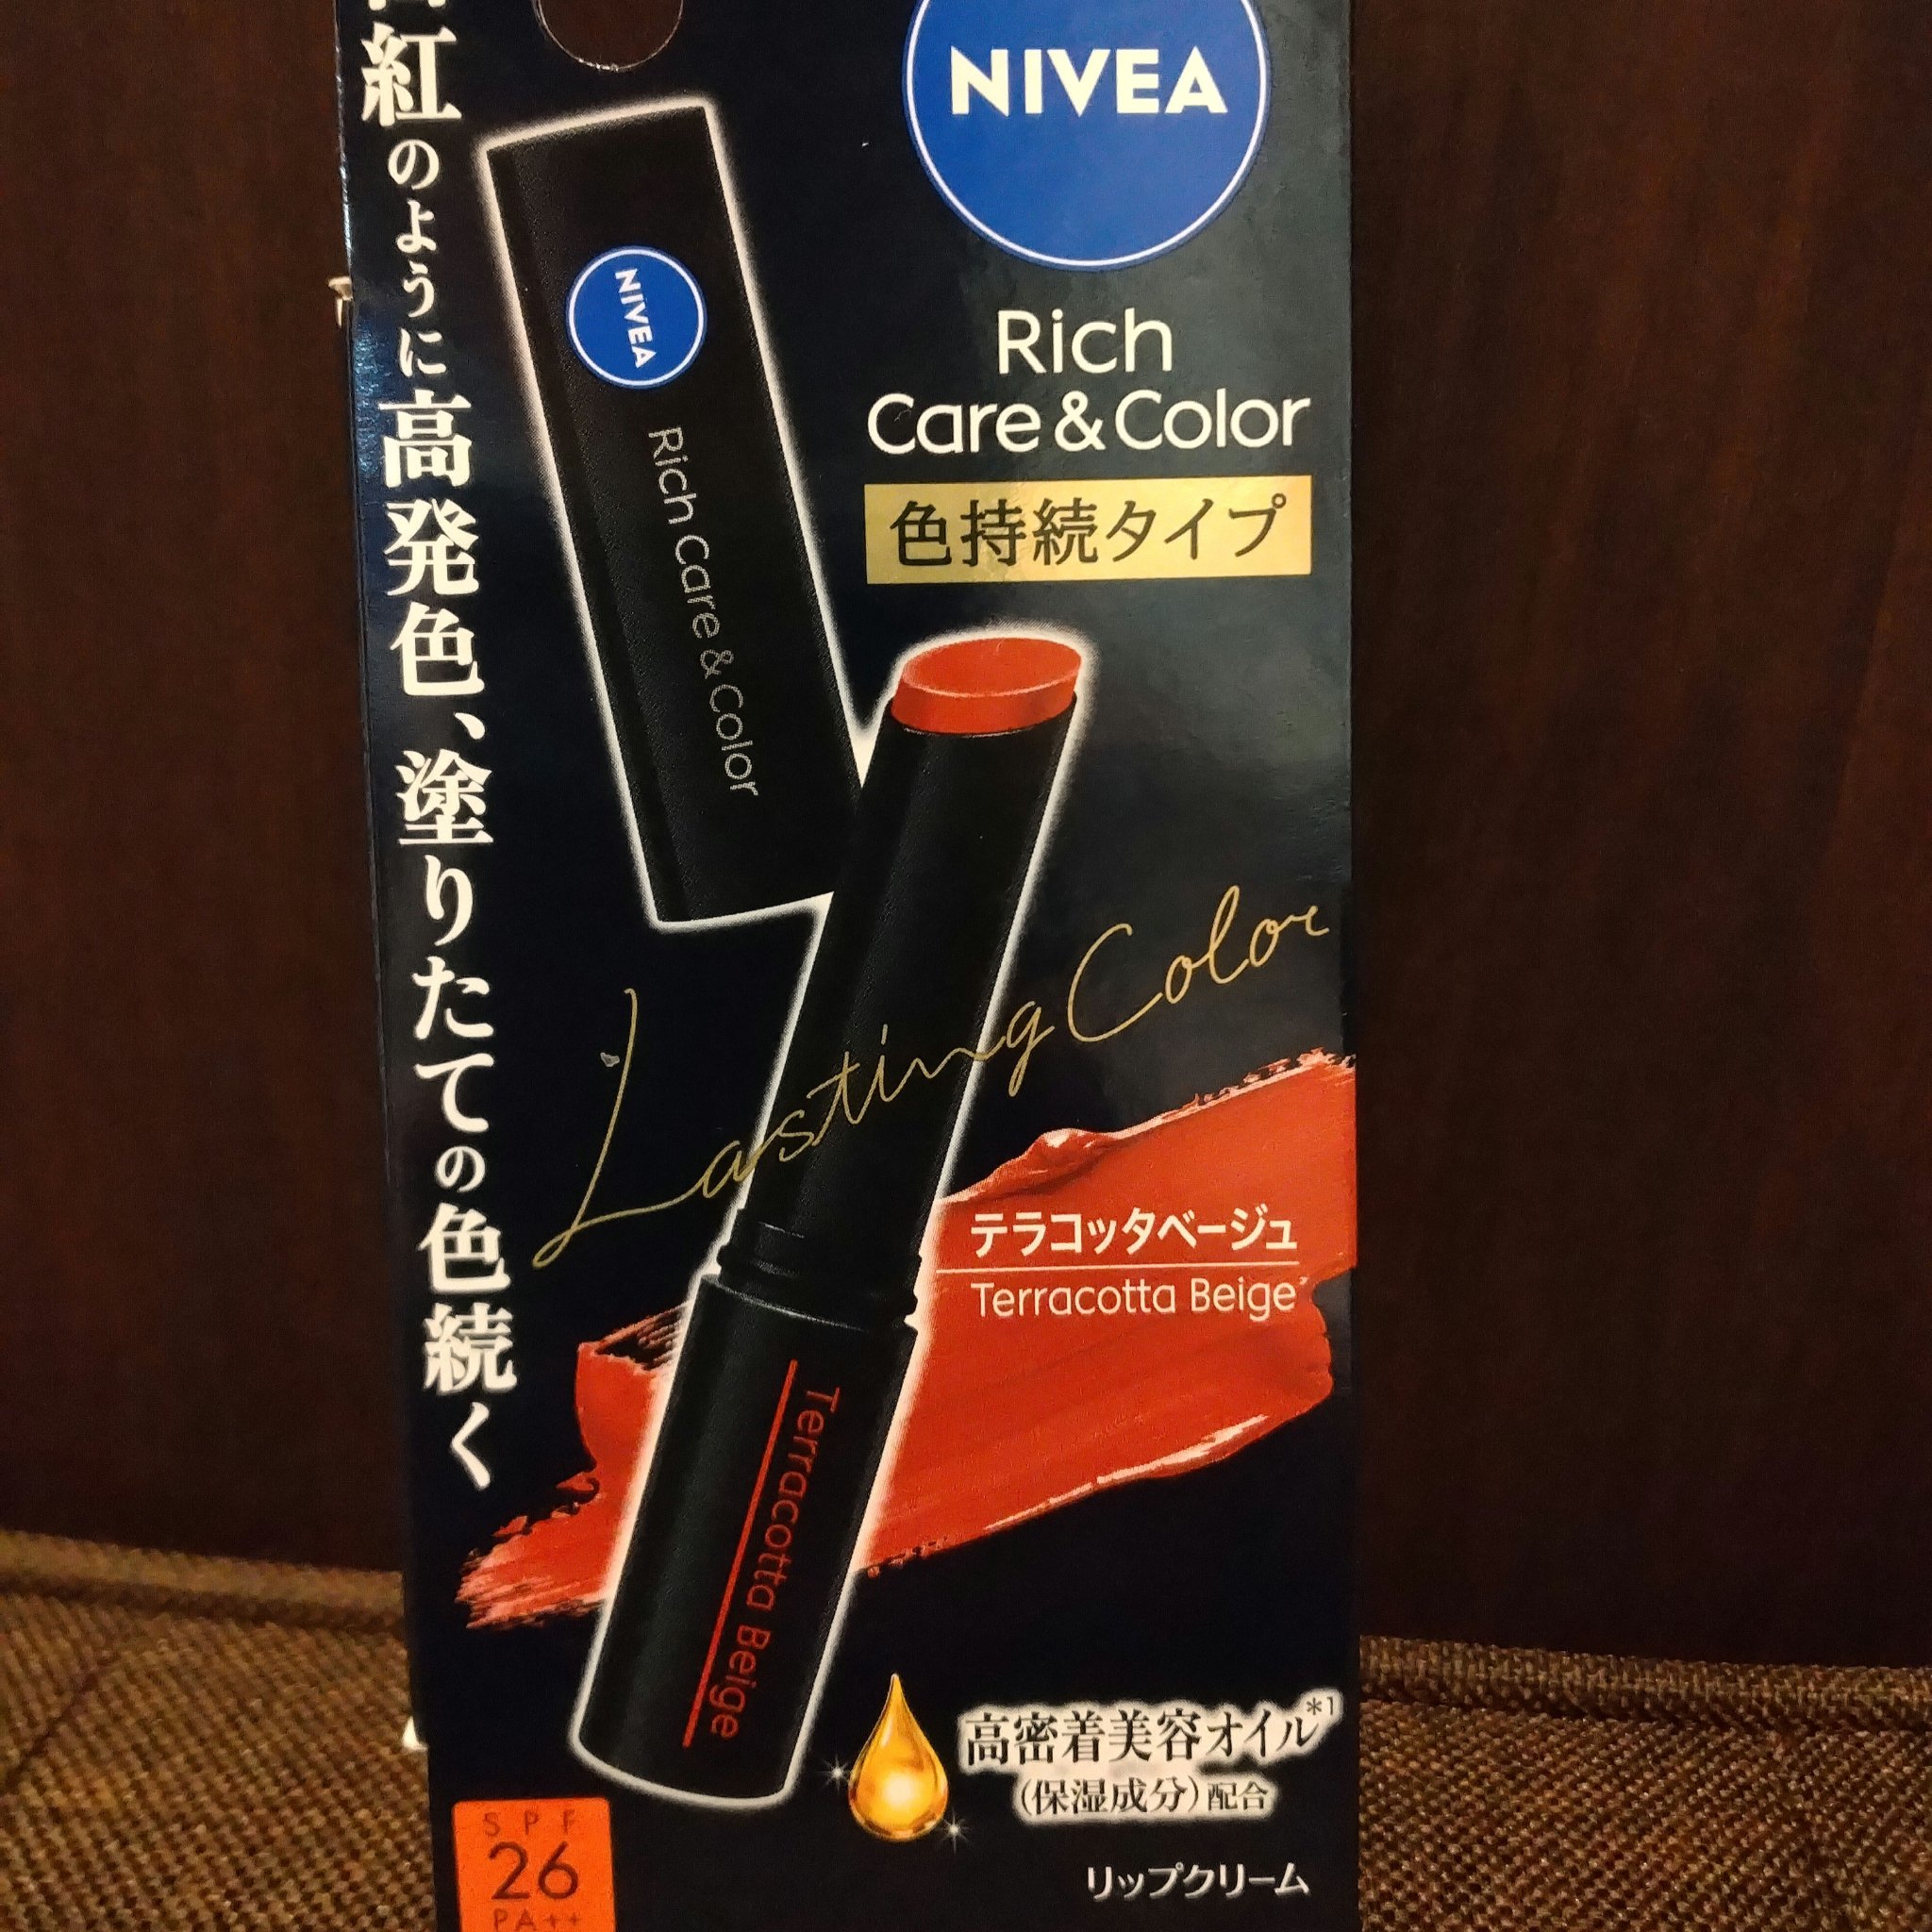 紅のように高発色、塗りたての色続く
NIVEA
Rich
Care & Color
色持続タイプ
NIVEA
Rich Care & Color
Lasting Color
テラコッタベージュ
Terracotta Beige
Terracotta Beige
高密着美容オイル*1
(保湿成分)配合
リップクリーム
SPF
26
PA++